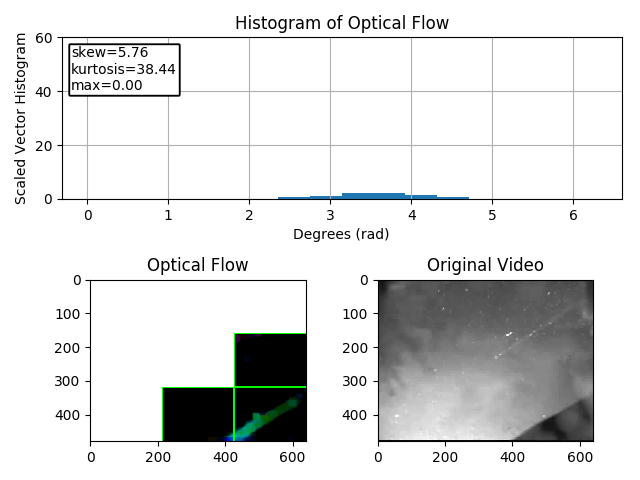 Histogram of Optical Flow
Scaled Vector Histogram
60
40
20
0
skew=5.76
kurtosis=38.44
max=0.00
0 1 2 3 4 5 6
Degrees (rad)
Optical Flow
0
100
200
300
400
0 200 400 600
Original Video
0
100
200
300
400
0 200 400 600